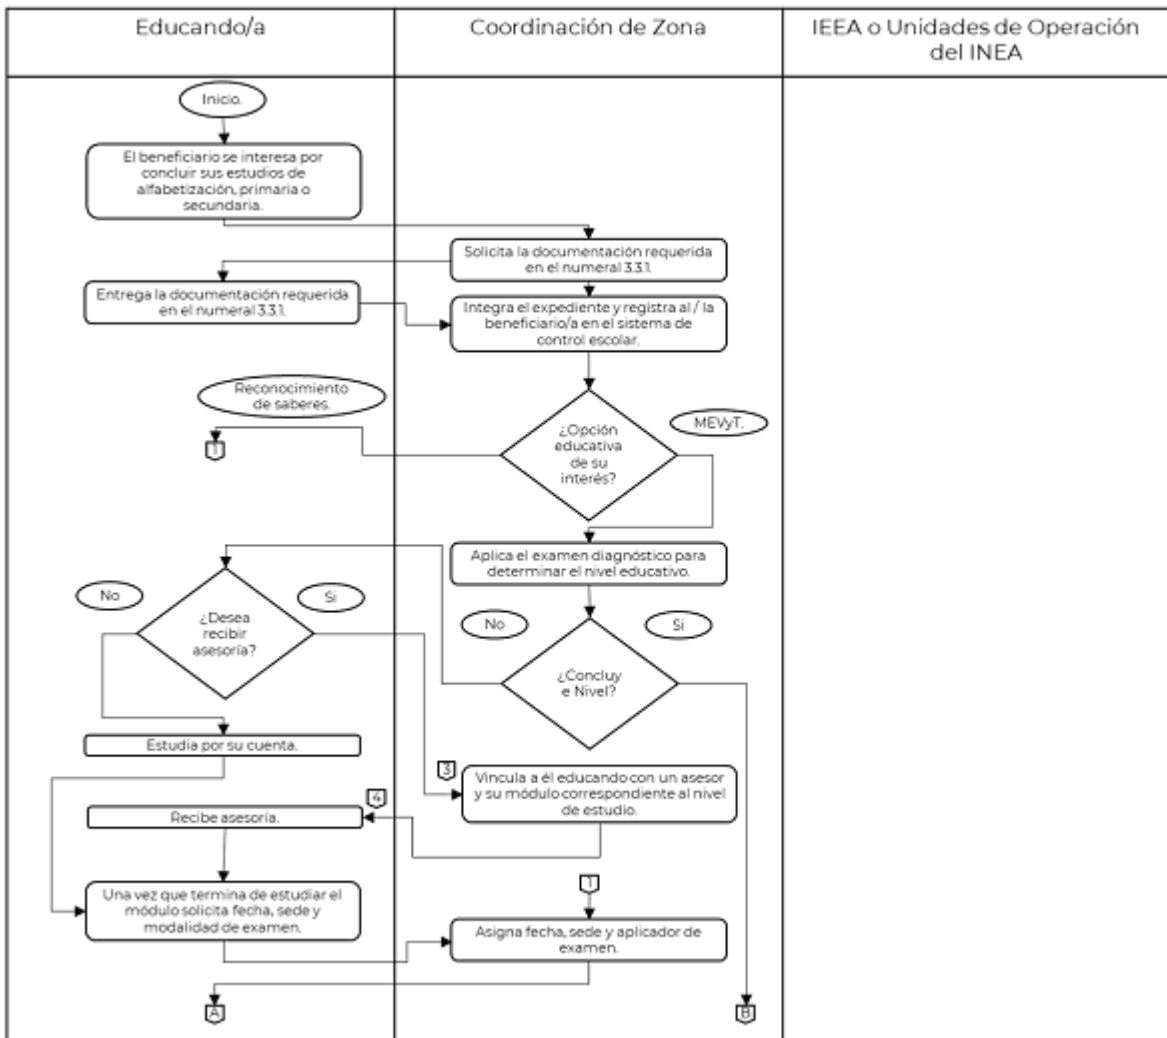 Educando/a
Coordinación de Zona
IEEA o Unidades de Operación
del INEA
Inicio.
El beneficiario se interesa por
concluir sus estudios de
alfabetización, primaria o
secundaria.
Solicita la documentación requerida
en el numeral 3.3.1.
Entrega la documentación requerida
en el numeral 3.3.1.
Integra el expediente y registra al / la
beneficiario/a en el sistema de
control escolar.
Reconocimiento
de saberes.
¿Opción
educativa
de su
interés?
MEVyT.
1
Aplica el examen diagnóstico para
determinar el nivel educativo.
No
Si
¿Desea
recibir
asesoría?
No
Si
¿Concluy
e Nivel?
Estudia por su cuenta.
3
Vincula a él educando con un asesor
y su módulo correspondiente al nivel
de estudio.
4
Recibe asesoría.
1
Una vez que termina de estudiar el
módulo solicita fecha, sede y
modalidad de examen.
Asigna fecha, sede y aplicador de
examen.
A
B